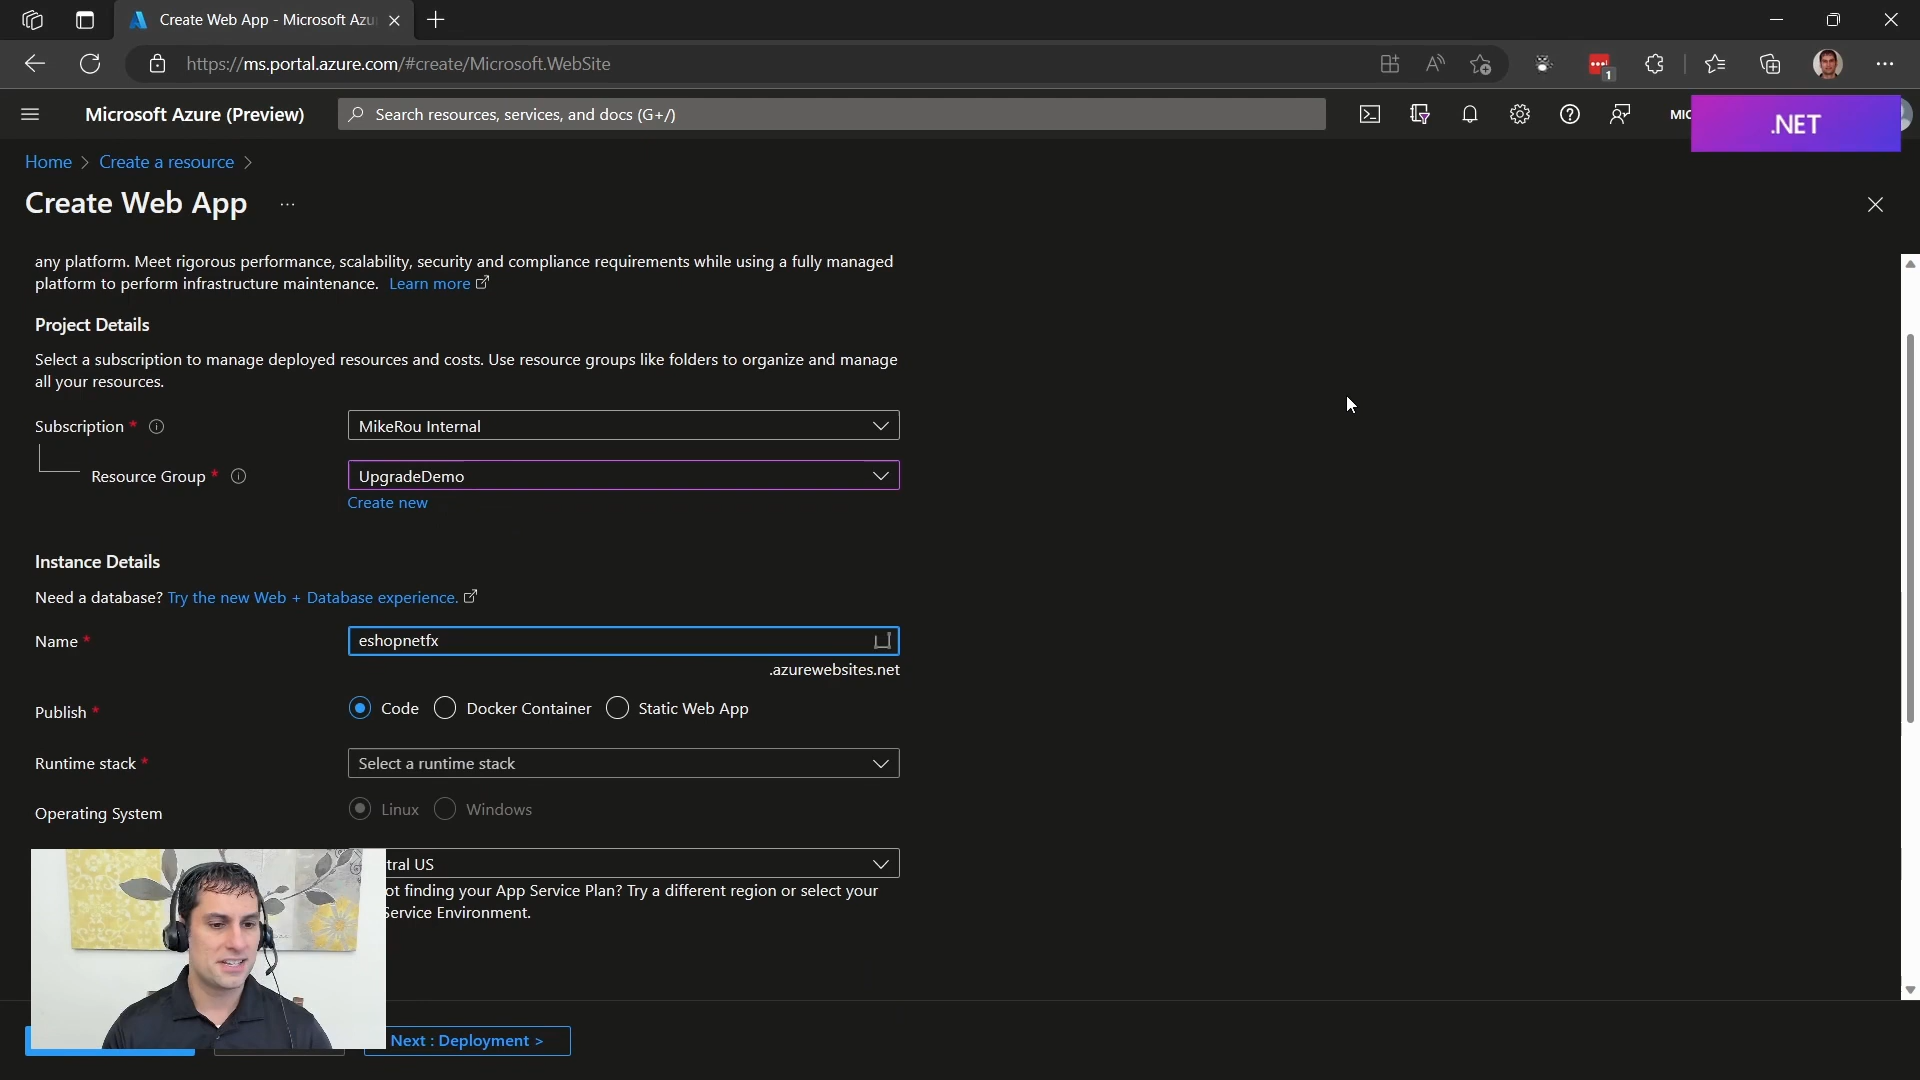 Create Web App - Microsoft Azu
https://ms.portal.azure.com/#create/Microsoft.WebSite
1
Microsoft Azure (Preview)
Search resources, services, and docs (G+/)
MIC
.NET
Home > Create a resource >
Create Web App ...
any platform. Meet rigorous performance, scalability, security and compliance requirements while using a fully managed
platform to perform infrastructure maintenance. Learn more
Project Details
Select a subscription to manage deployed resources and costs. Use resource groups like folders to organize and manage
all your resources.
Subscription *
MikeRou Internal
Resource Group *
UpgradeDemo
Create new
Instance Details
Need a database? Try the new Web + Database experience.
Name *
eshopnetfx
.azurewebsites.net
Publish *
Code Docker Container Static Web App
Runtime stack *
Select a runtime stack
Operating System
Linux Windows
tral US
ot finding your App Service Plan? Try a different region or select your
Service Environment.
Next : Deployment >